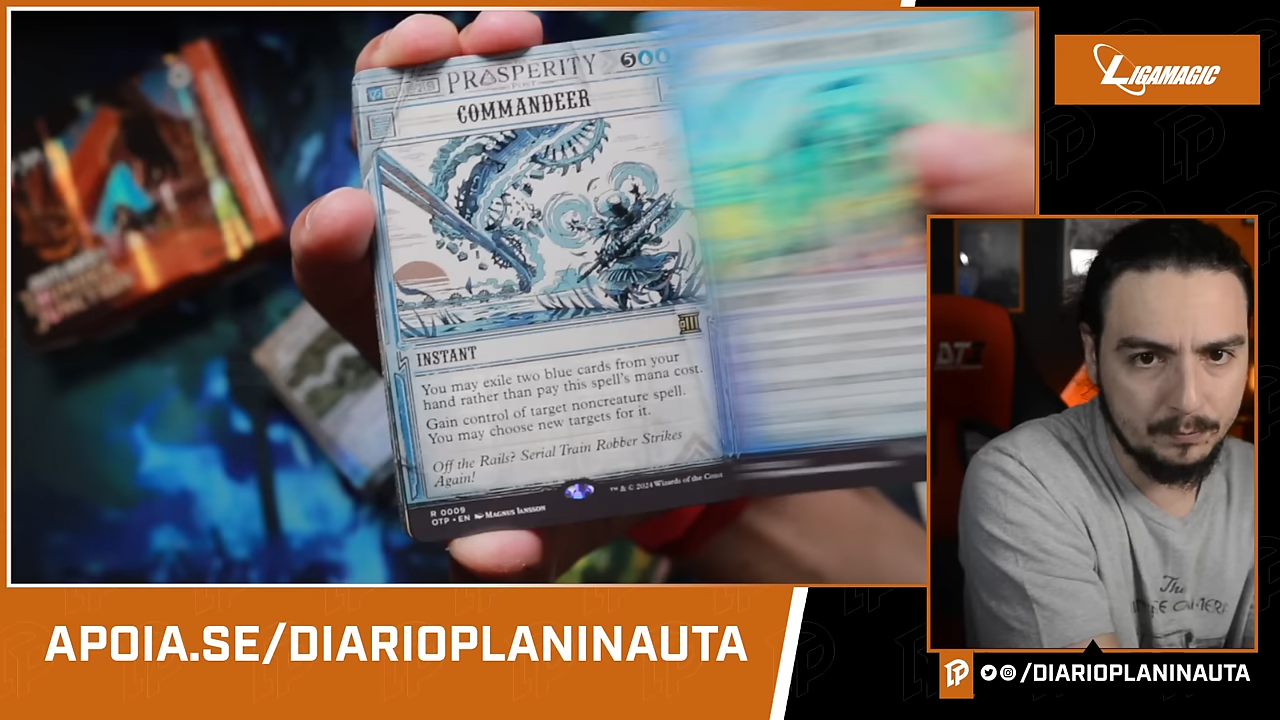 LIGAMAGIC
PROSPERITY
POST
COMMANDEER
5
INSTANT
You may exile two blue cards from your
hand rather than pay this spell's mana cost.
Gain control of target noncreature spell.
You may choose new targets for it.
Off the Rails? Serial Train Robber Strikes
Again!
R 0009
OTP • EN MAGNUS JANSSON
™ & © 2024 Wizards of the Coast
DT
The
APOIA.SE/DIARIOPLANINAUTA
/DIARIOPLANINAUTA